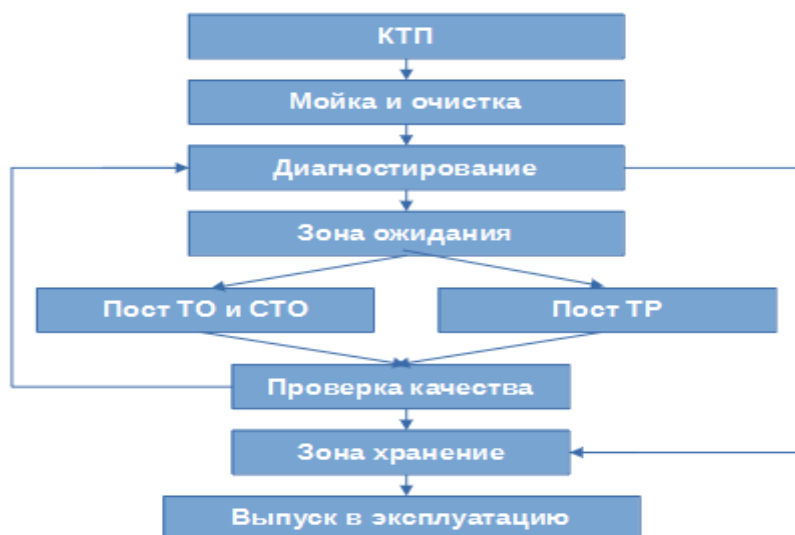 КТП
Мойка и очистка
Диагностирование
Зона ожидания
Пост ТО и СТО
Пост ТР
Проверка качества
Зона хранение
Выпуск в эксплуатацию